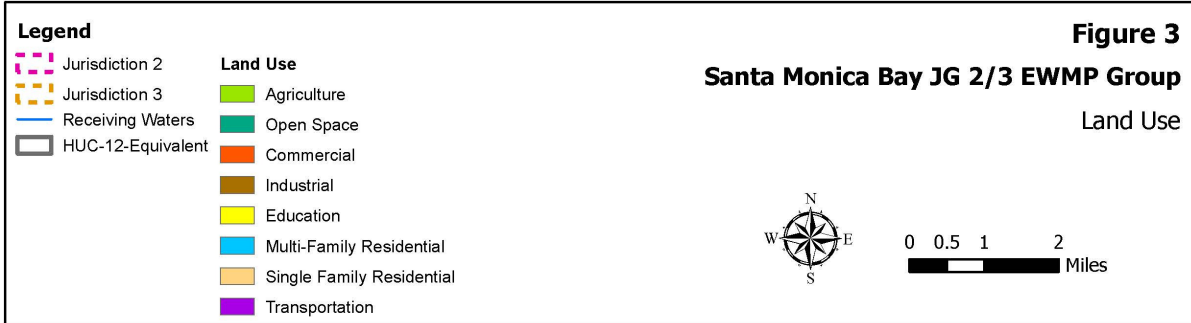 Legend
Jurisdiction 2
Jurisdiction 3
Receiving Waters
HUC-12-Equivalent
Land Use
Agriculture
Open Space
Commercial
Industrial
Education
Multi-Family Residential
Single Family Residential
Transportation
Figure 3
Santa Monica Bay JG 2/3 EWMP Group
Land Use
N
W E
S
0 0.5 1 2
Miles